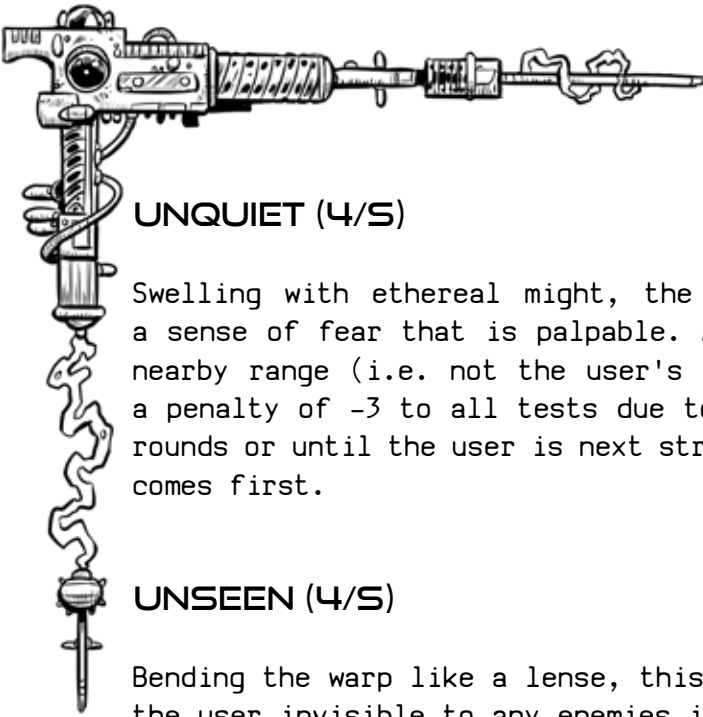 UNQUIET (4/S)
Swelling with ethereal might, the
a sense of fear that is palpable.
nearby range (i.e. not the user's
a penalty of -3 to all tests due
rounds or until the user is next
comes first.
UNSEEN (4/S)
Bending the warp like a lense, this
the user invisible to any enemies